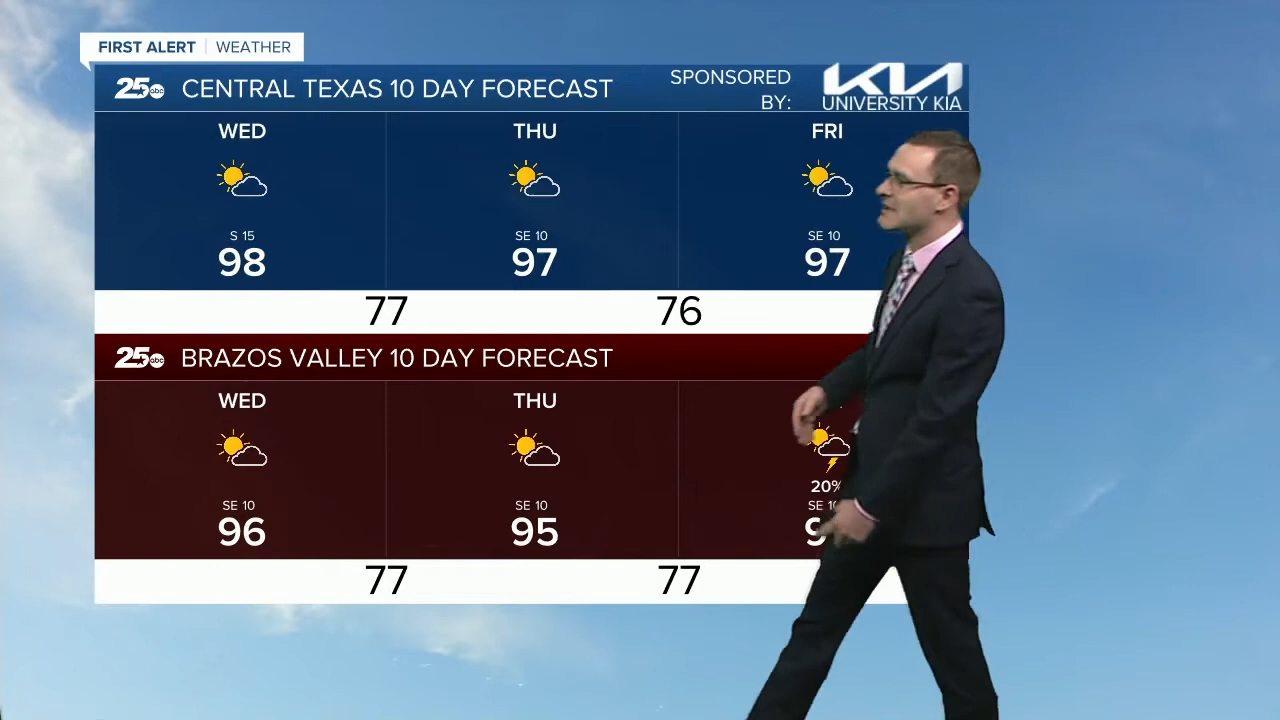 FIRST ALERT | WEATHER
25 abc CENTRAL TEXAS 10 DAY FORECAST
SPONSORED BY:
KIA
UNIVERSITY KIA
WED THU FRI
S 15 SE 10 SE 10
98 97 97
77 76
25 abc BRAZOS VALLEY 10 DAY FORECAST
WED THU
20%
SE 10 SE 10 SE 10
96 95
77 77